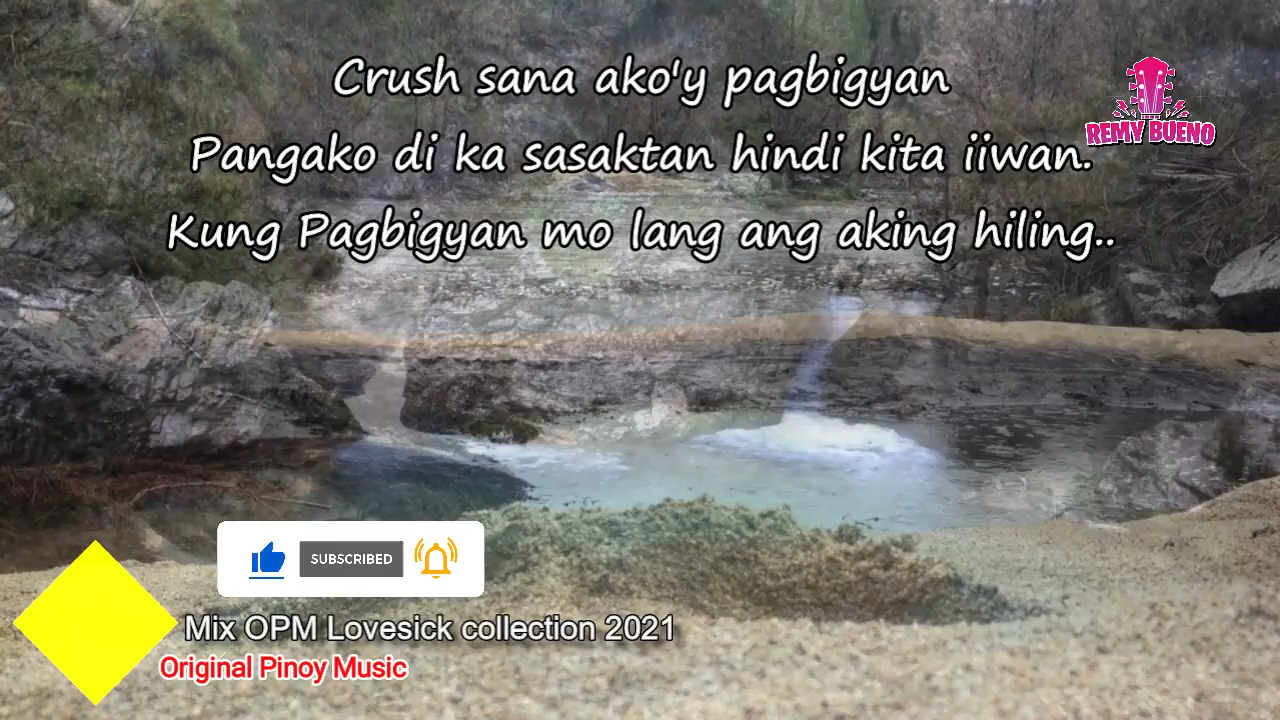 Crush sana ako'y pagbigyan
REMY BUENO
Pangako di ka sasaktan hindi kita iiwan.
Kung Pagbigyan mo lang ang aking hiling..
SUBSCRIBED
Mix OPM Lovesick collection 2021
Original Pinoy Music